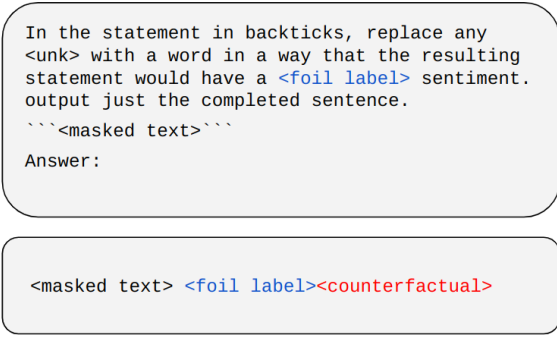 In the statement in backticks, replace any
<unk> with a word in a way that the resulting
statement would have a <foil label> sentiment.
output just the completed sentence.
```<masked text>```
Answer:
<masked text> <foil label><counterfactual>